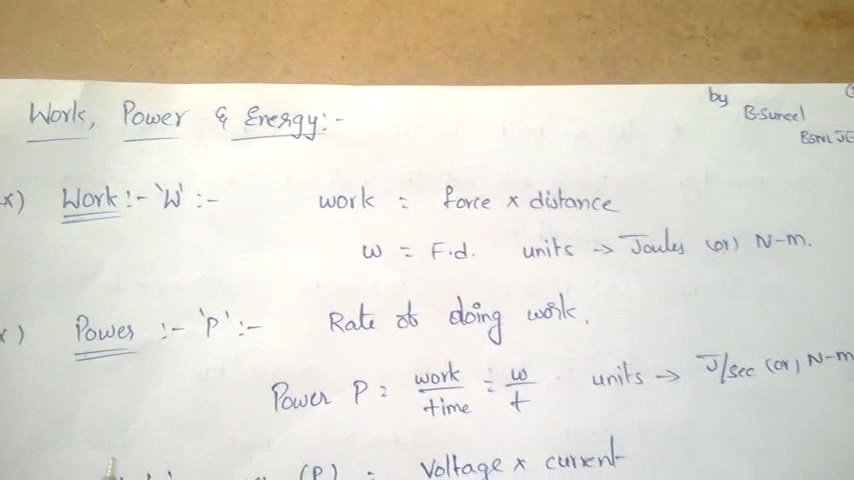 Work, Power & Energy:-
by
B.Suneel
BSNL JE
x) Work:- 'W' :- work = force x distance
w = F.d. units → Joules (or) N-m.
x) Power :- 'P' :- Rate of doing work.
Power P = work/time = w/t units → J/sec (or) N-m
(P) = Voltage x current